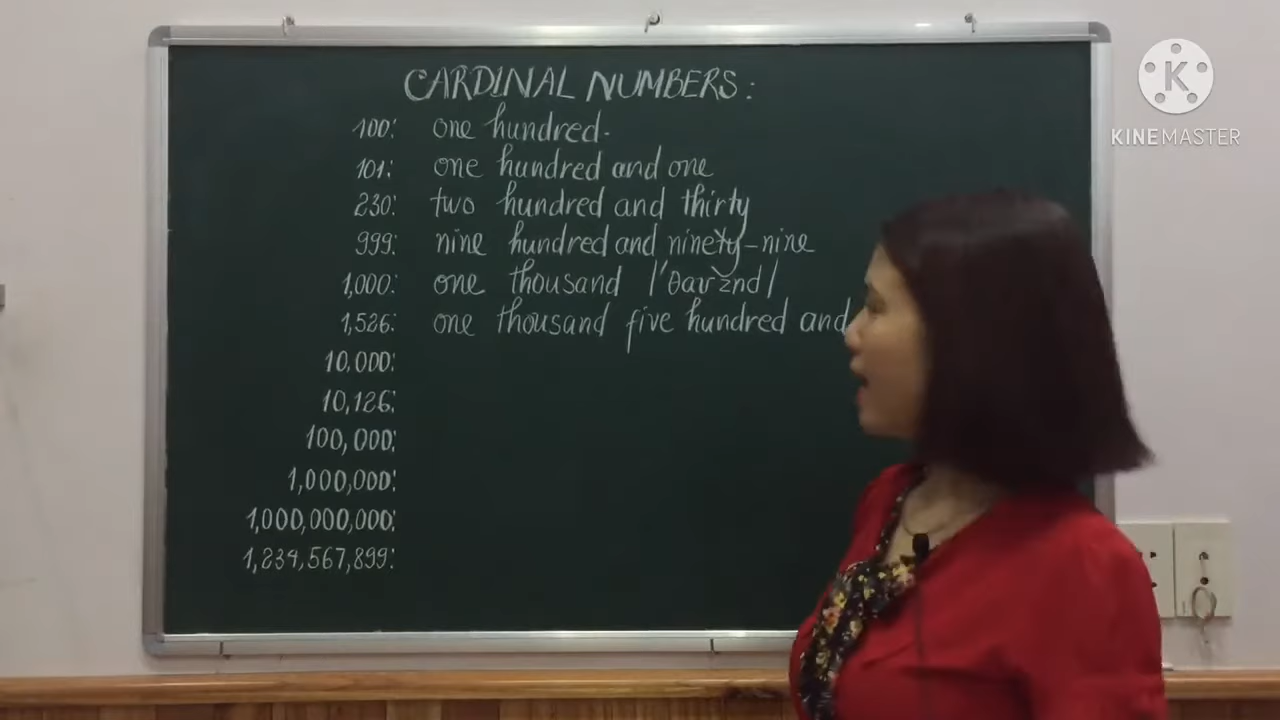 CARDINAL NUMBERS:
100: one hundred.
101: one hundred and one
230: two hundred and thirty
999: nine hundred and ninety-nine
1,000: one thousand /'θaʊznd/
1,526: one thousand five hundred and
10,000:
10,126:
100,000:
1,000,000:
1,000,000,000:
1,234,567,899:
K
KINEMASTER